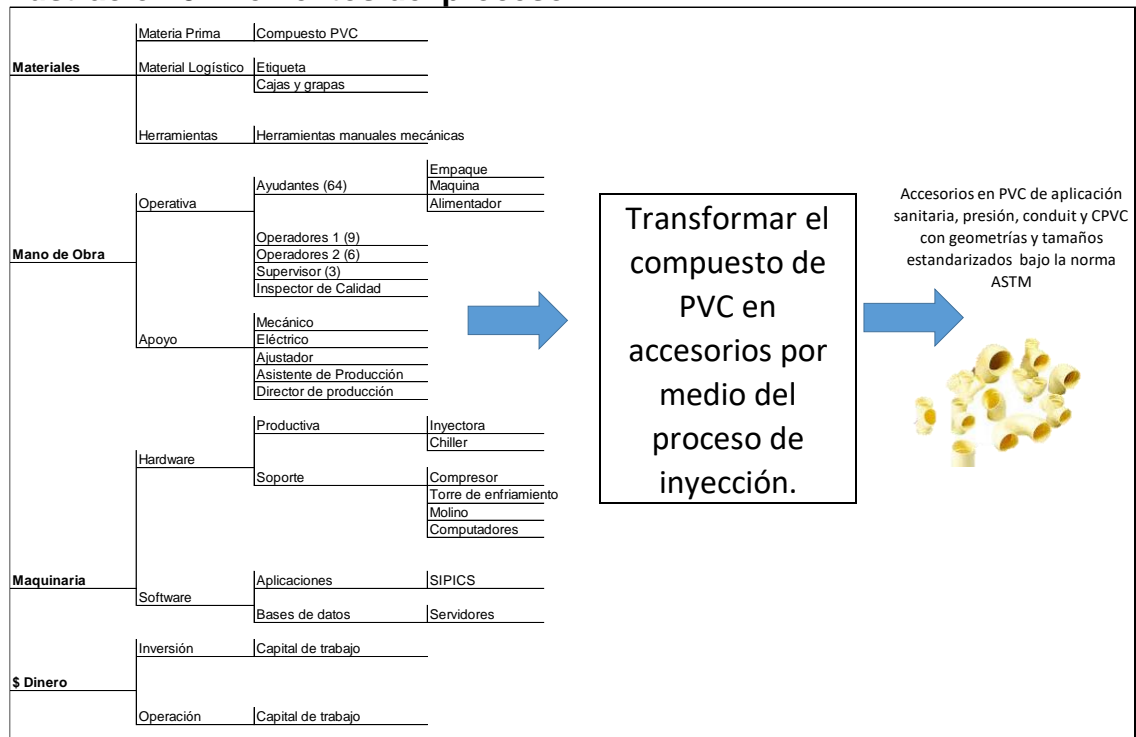 Materia Prima Compuesto PVC
Materiales Material Logístico Etiqueta
Cajas y grapas
Herramientas Herramientas manuales mecánicas
Empaque
Ayudantes (64) Maquina
Operativa Alimentador
Operadores 1 (9)
Mano de Obra Operadores 2 (6)
Supervisor (3)
Inspector de Calidad
Mecánico
Apoyo Eléctrico
Ajustador
Asistente de Producción
Director de producción
Productiva Inyectora
Chiller
Hardware
Soporte Compresor
Torre de enfriamiento
Molino
Computadores
Maquinaria Aplicaciones SIPICS
Software
Bases de datos Servidores
Inversión Capital de trabajo
$ Dinero
Operación Capital de trabajo
Transformar el
compuesto de
PVC en
accesorios por
medio del
proceso de
inyección.
Accesorios en PVC de aplicación
sanitaria, presión, conduit y CPVC
con geometrías y tamaños
estandarizados bajo la norma
ASTM